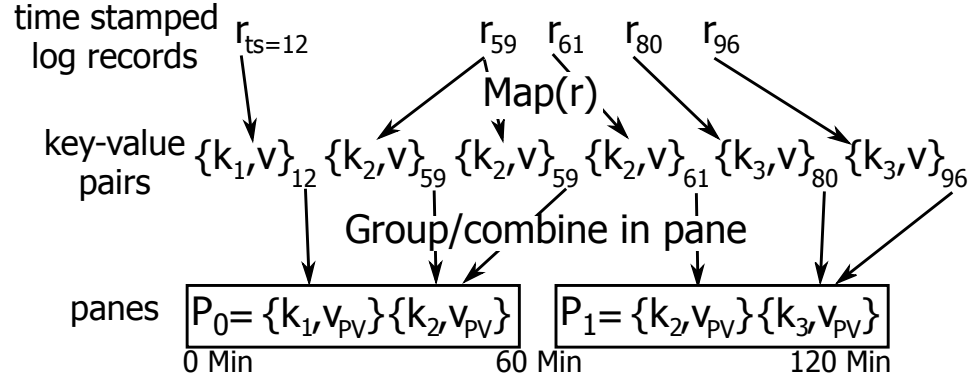 time stamped
log records
r_ts=12 r_59 r_61 r_80 r_96
Map(r)
key-value
pairs
{k_1,v}_12 {k_2,v}_59 {k_2,v}_59 {k_2,v}_61 {k_3,v}_80 {k_3,v}_96
Group/combine in pane
panes
P_0= {k_1,v_PV}{k_2,v_PV}
P_1= {k_2,v_PV}{k_3,v_PV}
0 Min 60 Min 120 Min